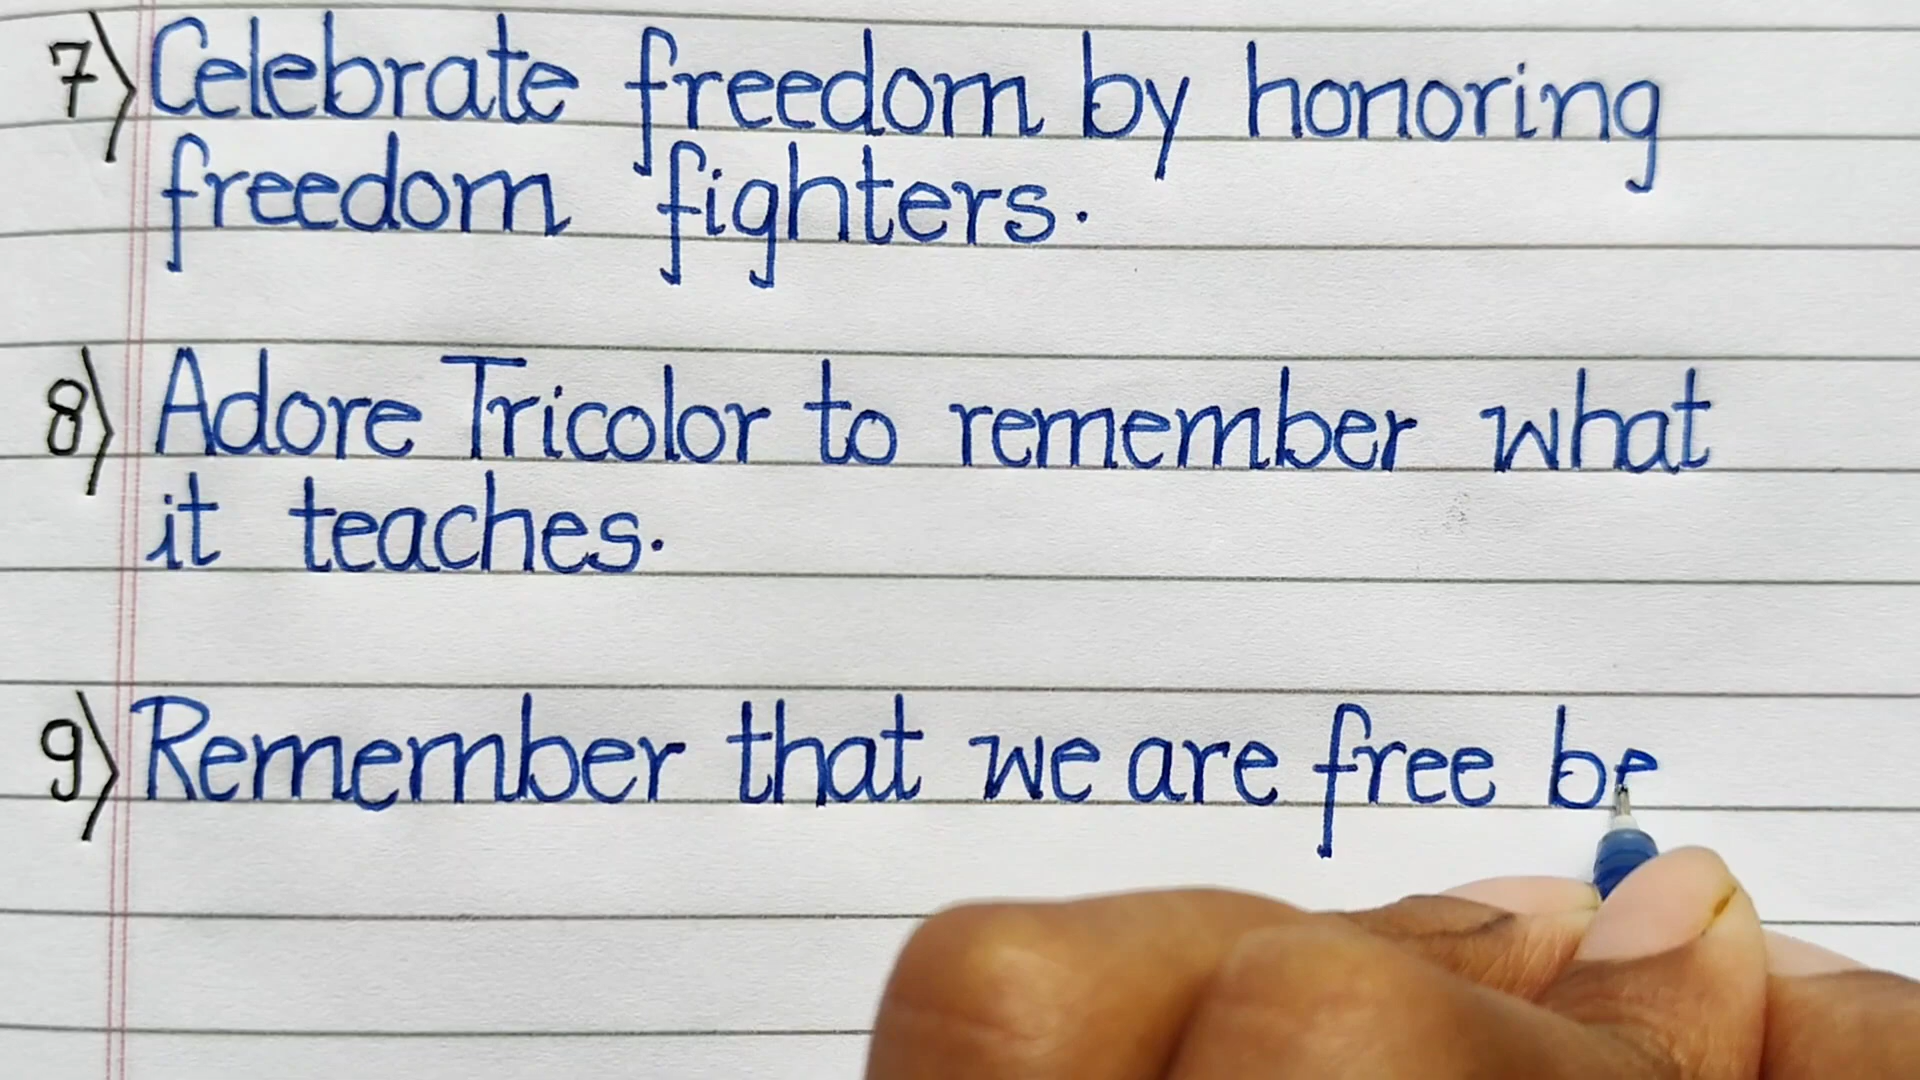 7) Celebrate freedom by honoring
freedom fighters.
8) Adore Tricolor to remember what
it teaches.
9) Remember that we are free be